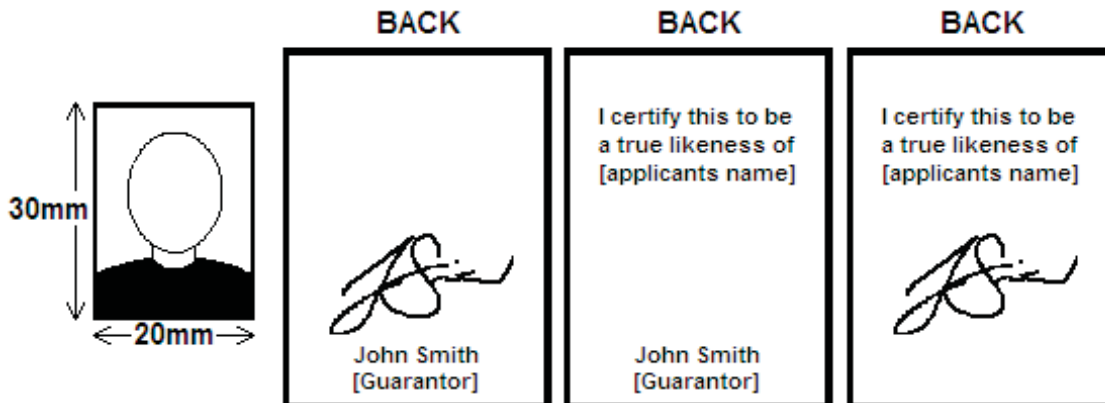 BACK
BACK
BACK
30mm
20mm
John Smith
[Guarantor]
I certify this to be
a true likeness of
[applicants name]
John Smith
[Guarantor]
I certify this to be
a true likeness of
[applicants name]